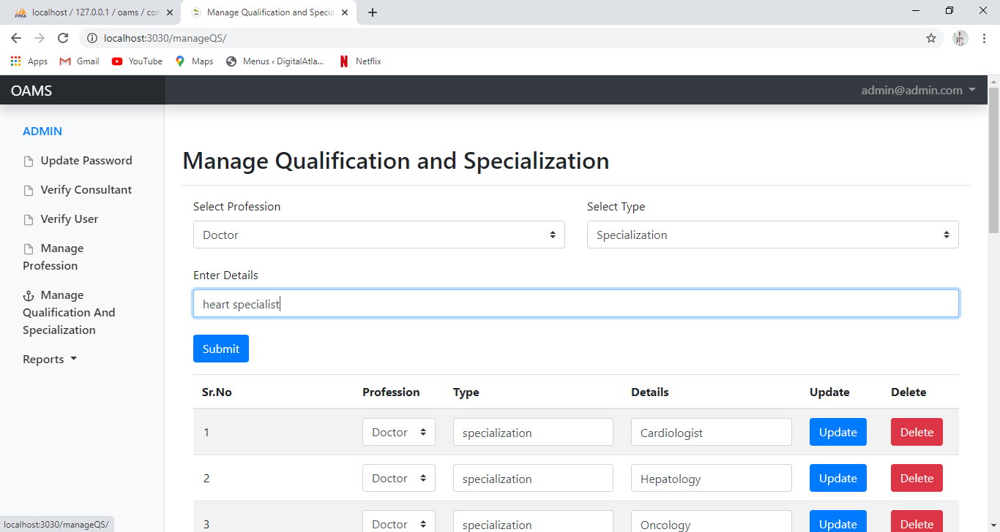 localhost / 127.0.0.1 / oams / con
Manage Qualification and Specia
localhost:3030/manageQS/
Apps Gmail YouTube Maps Menus ‹ DigitalAtla... Netflix
OAMS
admin@admin.com
ADMIN
Update Password
Verify Consultant
Verify User
Manage
Profession
Manage
Qualification And
Specialization
Reports
Manage Qualification and Specialization
Select Profession
Select Type
Doctor
Specialization
Enter Details
heart specialist
Submit
Sr.No Profession Type Details Update Delete
1 Doctor specialization Cardiologist Update Delete
2 Doctor specialization Hepatology Update Delete
3 Doctor specialization Oncology Update Delete
localhost:3030/manageQS/